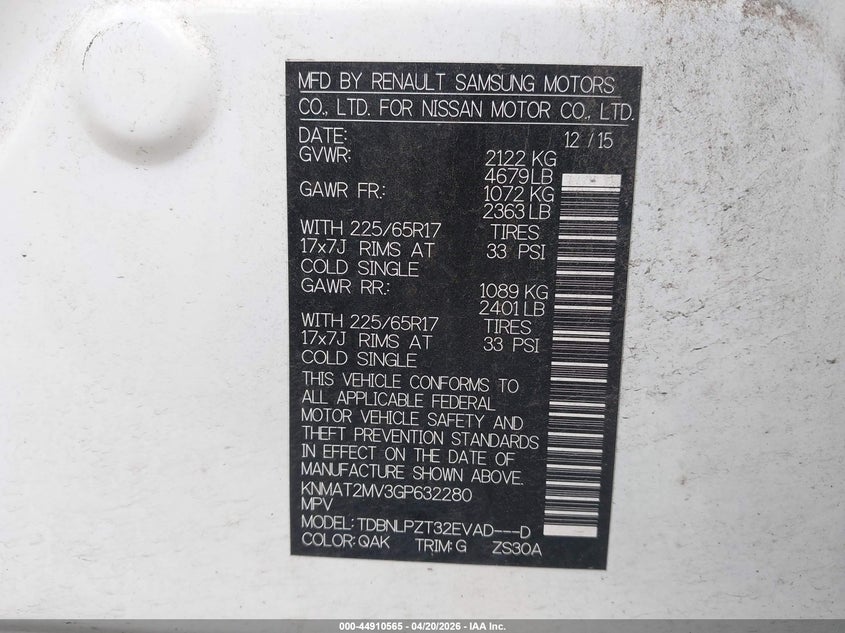 MFD BY RENAULT SAMSUNG MOTORS
CO., LTD. FOR NISSAN MOTOR CO., LTD.
DATE: 12 / 15
GVWR: 2122 KG
4679 LB
GAWR FR.: 1072 KG
2363 LB
WITH 225/65R17 TIRES
17x7J RIMS AT 33 PSI
COLD SINGLE
GAWR RR.: 1089 KG
2401 LB
WITH 225/65R17 TIRES
17x7J RIMS AT 33 PSI
COLD SINGLE
THIS VEHICLE CONFORMS TO
ALL APPLICABLE FEDERAL
MOTOR VEHICLE SAFETY AND
THEFT PREVENTION STANDARDS
IN EFFECT ON THE DATE OF
MANUFACTURE SHOWN ABOVE.
KNMAT2MV3GP632280
MPV
MODEL: TDBNLPZT32EVAD---D
COLOR: QAK TRIM: G ZS30A
000-44910565 - 04/20/2026 - IAA Inc.